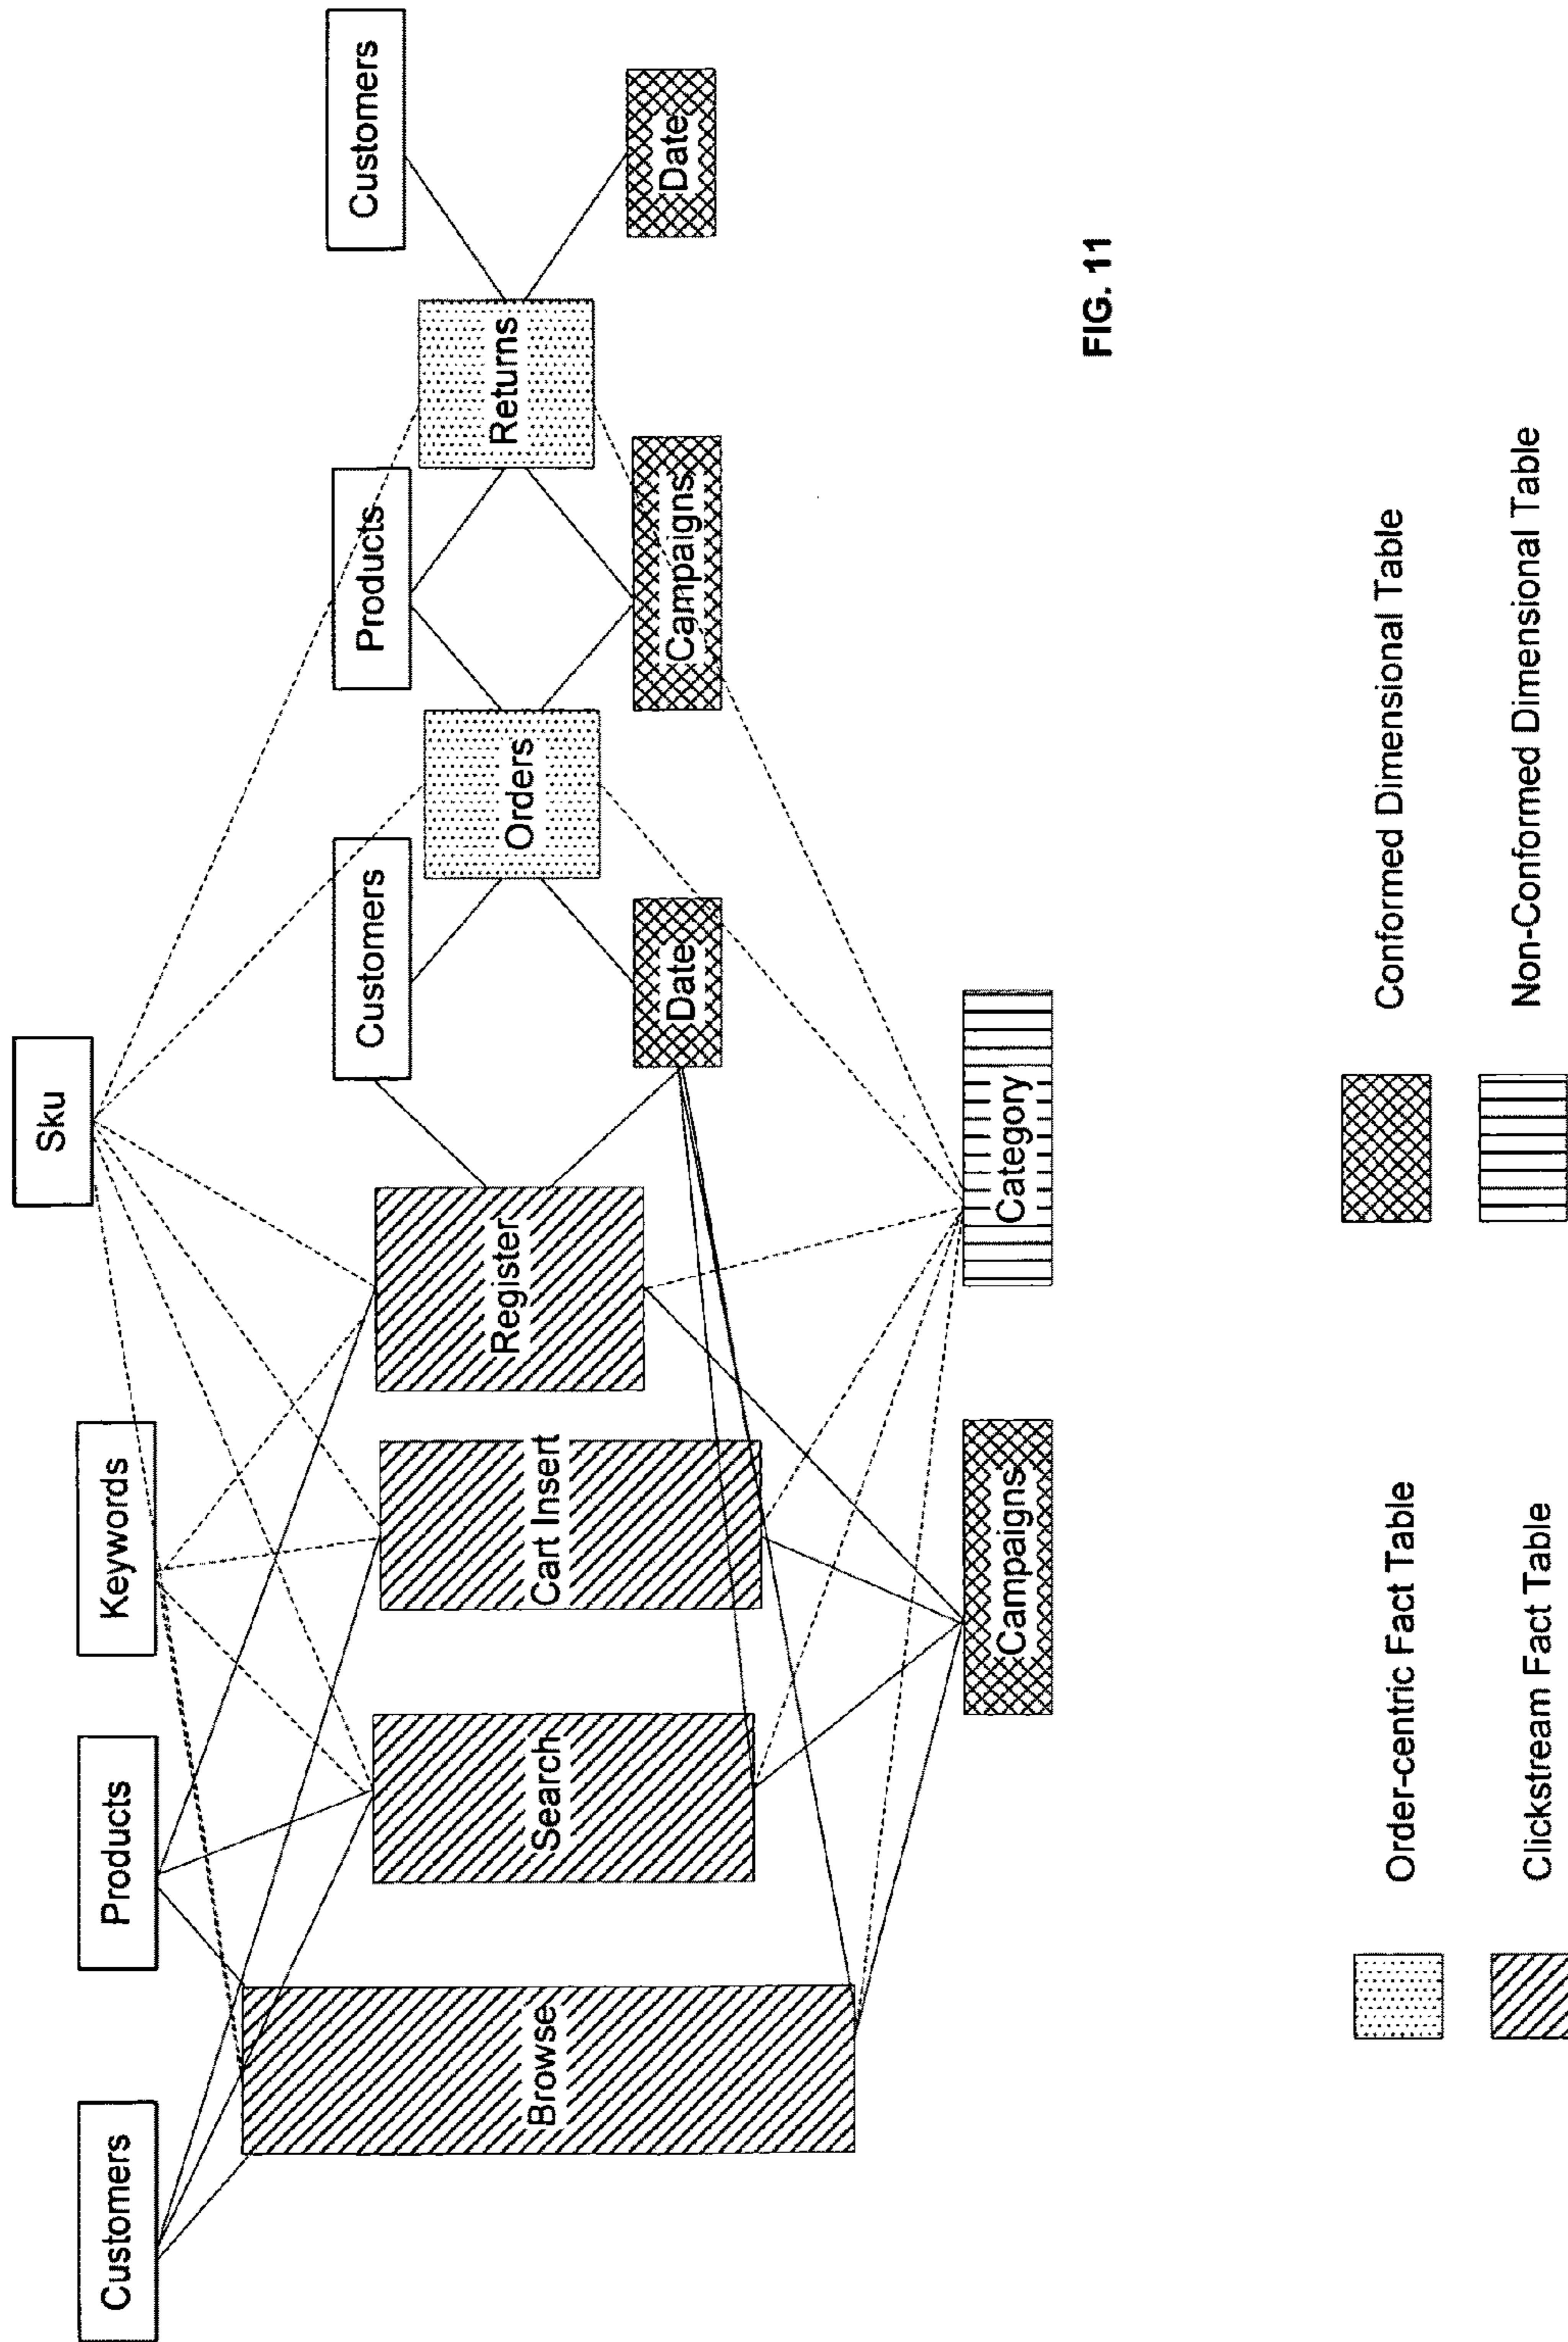 Sku
Customers
Products
Keywords
Customers
Products
Customers
Browse
Search
Cart Insert
Register
Orders
Returns
Date
Campaigns
Date
Campaigns
Category
FIG. 11
Order-centric Fact Table
Conformed Dimensional Table
Clickstream Fact Table
Non-Conformed Dimensional Table